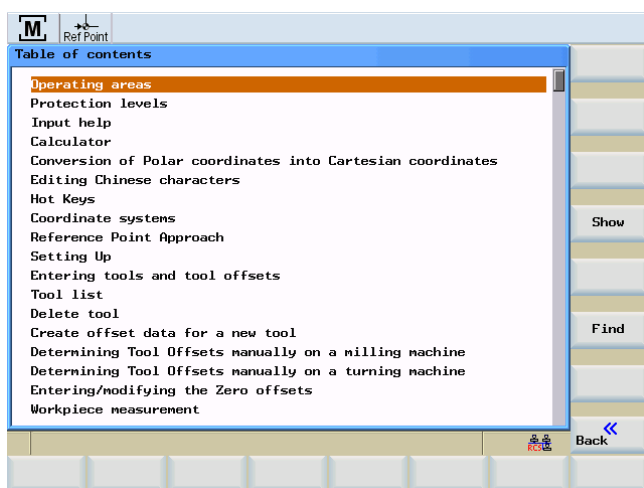 M
Ref Point
Table of contents
Operating areas
Protection levels
Input help
Calculator
Conversion of Polar coordinates into Cartesian coordinates
Editing Chinese characters
Hot Keys
Coordinate systems
Show
Reference Point Approach
Setting Up
Entering tools and tool offsets
Tool list
Delete tool
Find
Create offset data for a new tool
Determining Tool Offsets manually on a milling machine
Determining Tool Offsets manually on a turning machine
Entering/modifying the Zero offsets
Workpiece measurement
RCS
«
Back